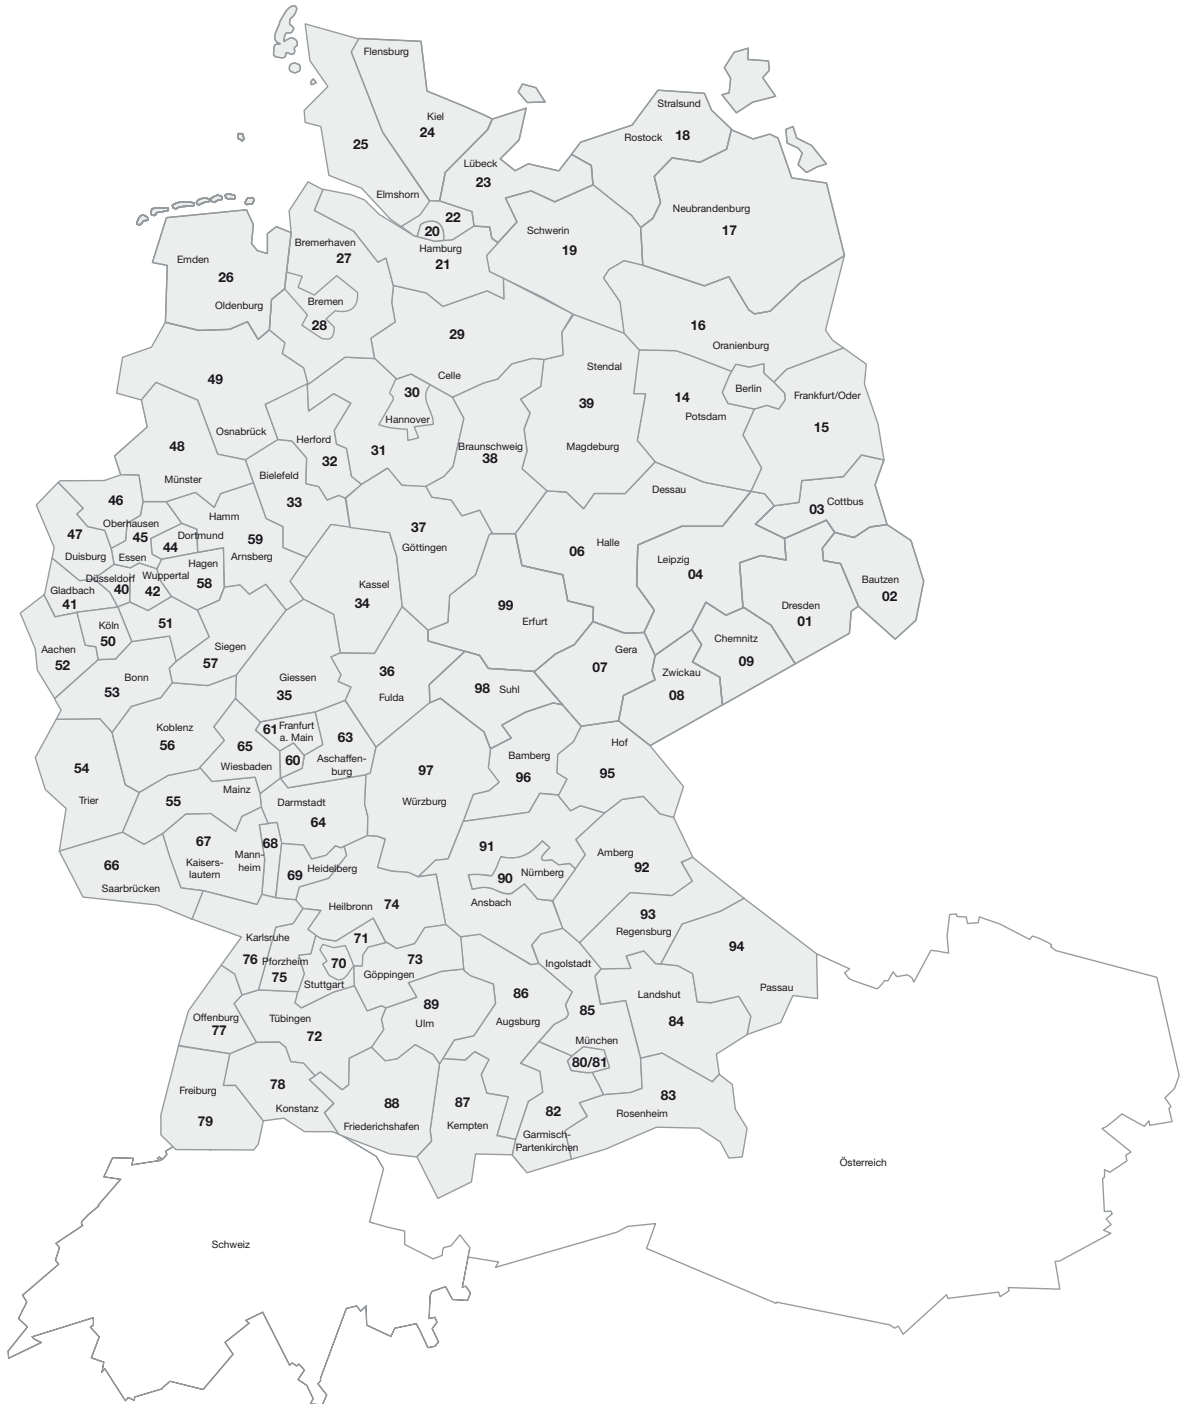 Flensburg
Stralsund
Kiel
24
Rostock 18
25
Lübeck
23
Elmshorn
22
20
Neubrandenburg
17
Schwerin
19
Bremerhaven
27
Hamburg
21
Emden
26
Oldenburg
Bremen
28
29
16
Oranienburg
Celle
Stendal
49
30
Hannover
39
14
Potsdam
Berlin
Frankfurt/Oder
15
Osnabrück
Herford
32
31
Braunschweig
38
Magdeburg
48
Münster
Bielefeld
33
Dessau
46
Oberhausen
45
Essen
47
Duisburg
Hamm
Dortmund
44
59
Arnsberg
37
Göttingen
03
Cottbus
06
Halle
Leipzig
04
Hagen
58
Düsseldorf
40
Wuppertal
42
Gladbach
41
Kassel
34
99
Erfurt
Dresden
01
Bautzen
02
Köln
50
51
Aachen
52
Siegen
57
Gera
07
Chemnitz
09
Zwickau
08
Bonn
53
Giessen
35
36
Fulda
98 Suhl
Koblenz
56
61
Franfurt
a. Main
60
63
Aschaffen-
burg
65
Wiesbaden
Hof
95
Bamberg
96
54
Trier
97
Würzburg
Mainz
55
Darmstadt
64
67
Kaisers-
lautern
68
Mann-
heim
69
Heidelberg
66
Saarbrücken
91
90
Nürnberg
Ansbach
Amberg
92
Heilbronn 74
93
Regensburg
94
Passau
Karlsruhe
76
Pforzheim
75
71
70
Stuttgart
73
Göppingen
Ingolstadt
85
Landshut
84
86
Augsburg
89
Ulm
Offenburg
77
Tübingen
72
München
80/81
Freiburg
79
78
Konstanz
88
Friederichshafen
87
Kempten
82
Garmisch-
Partenkirchen
83
Rosenheim
Österreich
Schweiz